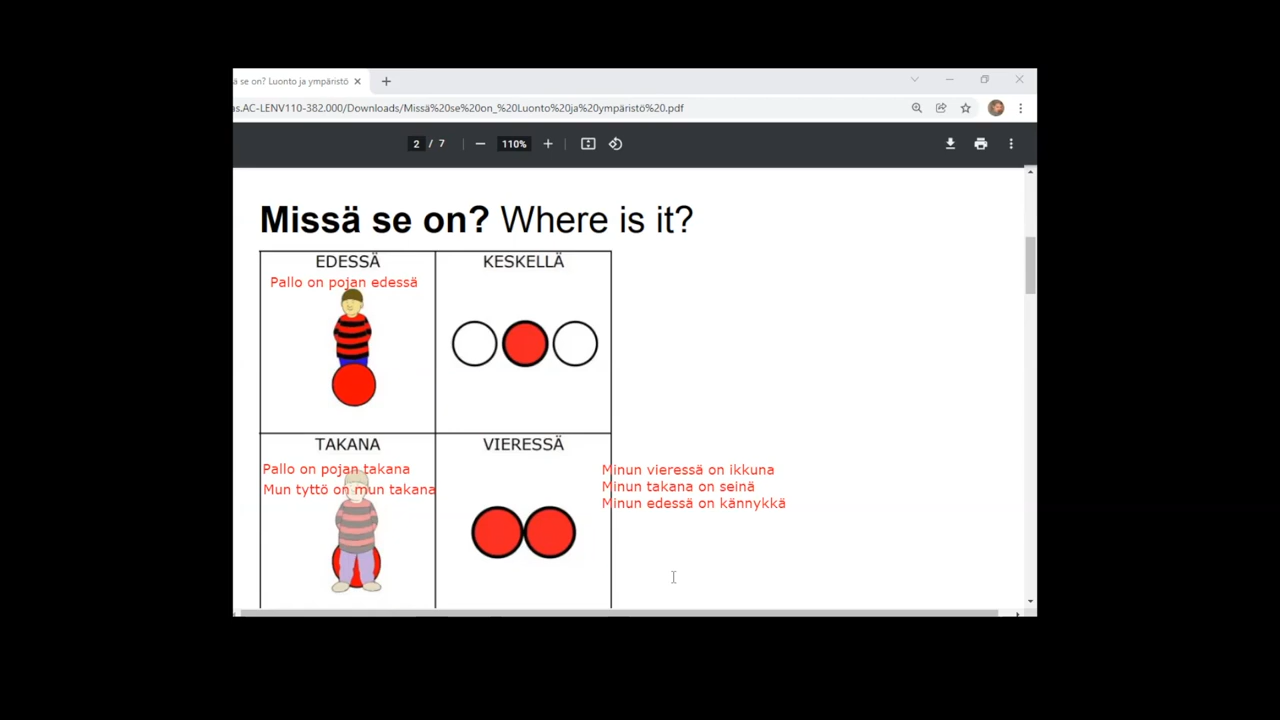 ä se on? Luonto ja ympäristö
as.AC-LENV110-382.000/Downloads/Missä%20se%20on_%20Luonto%20ja%20ympäristö%20.pdf
2 / 7
110%
Missä se on? Where is it?
EDESSÄ
Pallo on pojan edessä
KESKELLÄ
TAKANA
Pallo on pojan takana
Mun tyttö on mun takana
VIERESSÄ
Minun vieressä on ikkuna
Minun takana on seinä
Minun edessä on kännykkä